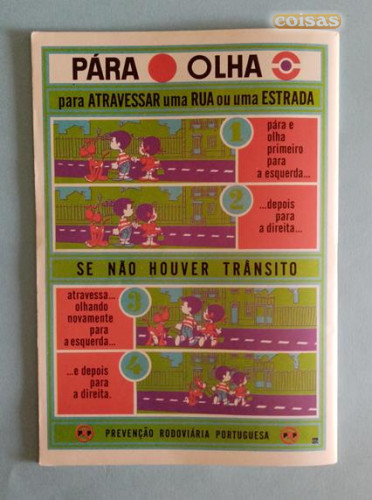 coisas
PÁRA OLHA
para ATRAVESSAR uma RUA ou uma ESTRADA
1
pára e
olha
primeiro
para
a esquerda...
2
...depois
para
a direita...
SE NÃO HOUVER TRÂNSITO
atravessa...
olhando
novamente
para
a esquerda...
3
...e depois
para
a direita.
4
PREVENÇÃO RODOVIÁRIA PORTUGUESA